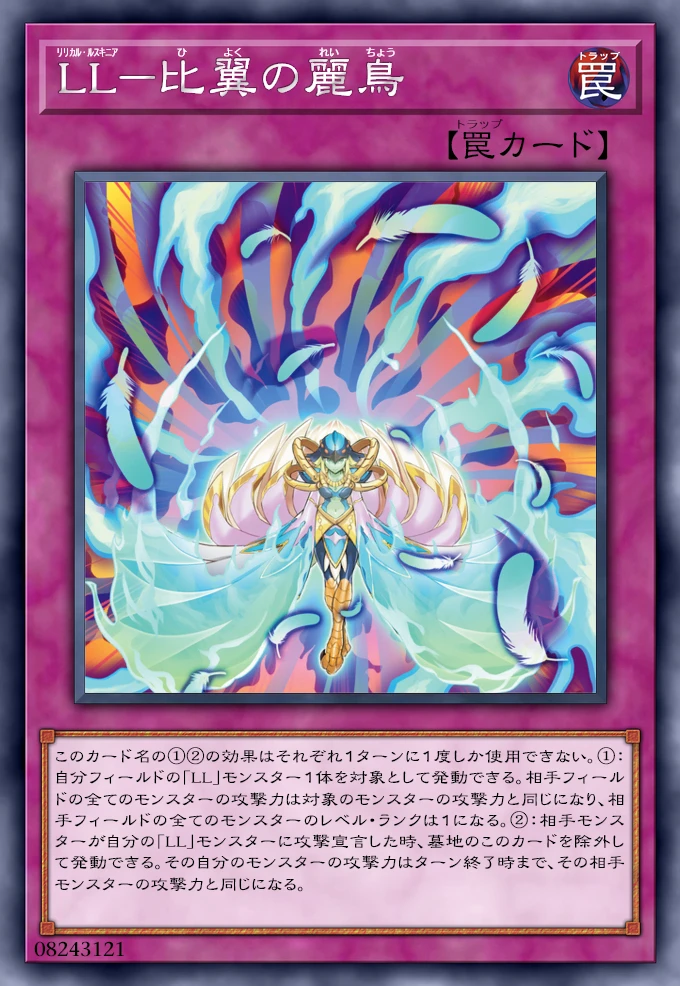 リリカル・ルスキニア ひ よく れい ちょう
LL－比翼の麗鳥
トラップ
罠
トラップ
【罠カード】
このカード名の①②の効果はそれぞれ１ターンに１度しか使用できない。①：
自分フィールドの「LL」モンスター１体を対象として発動できる。相手フィール
ドの全てのモンスターの攻撃力は対象のモンスターの攻撃力と同じになり、相
手フィールドの全てのモンスターのレベル・ランクは１になる。②：相手モンス
ターが自分の「LL」モンスターに攻撃宣言した時、墓地のこのカードを除外し
て発動できる。その自分のモンスターの攻撃力はターン終了時まで、その相手
モンスターの攻撃力と同じになる。
08243121